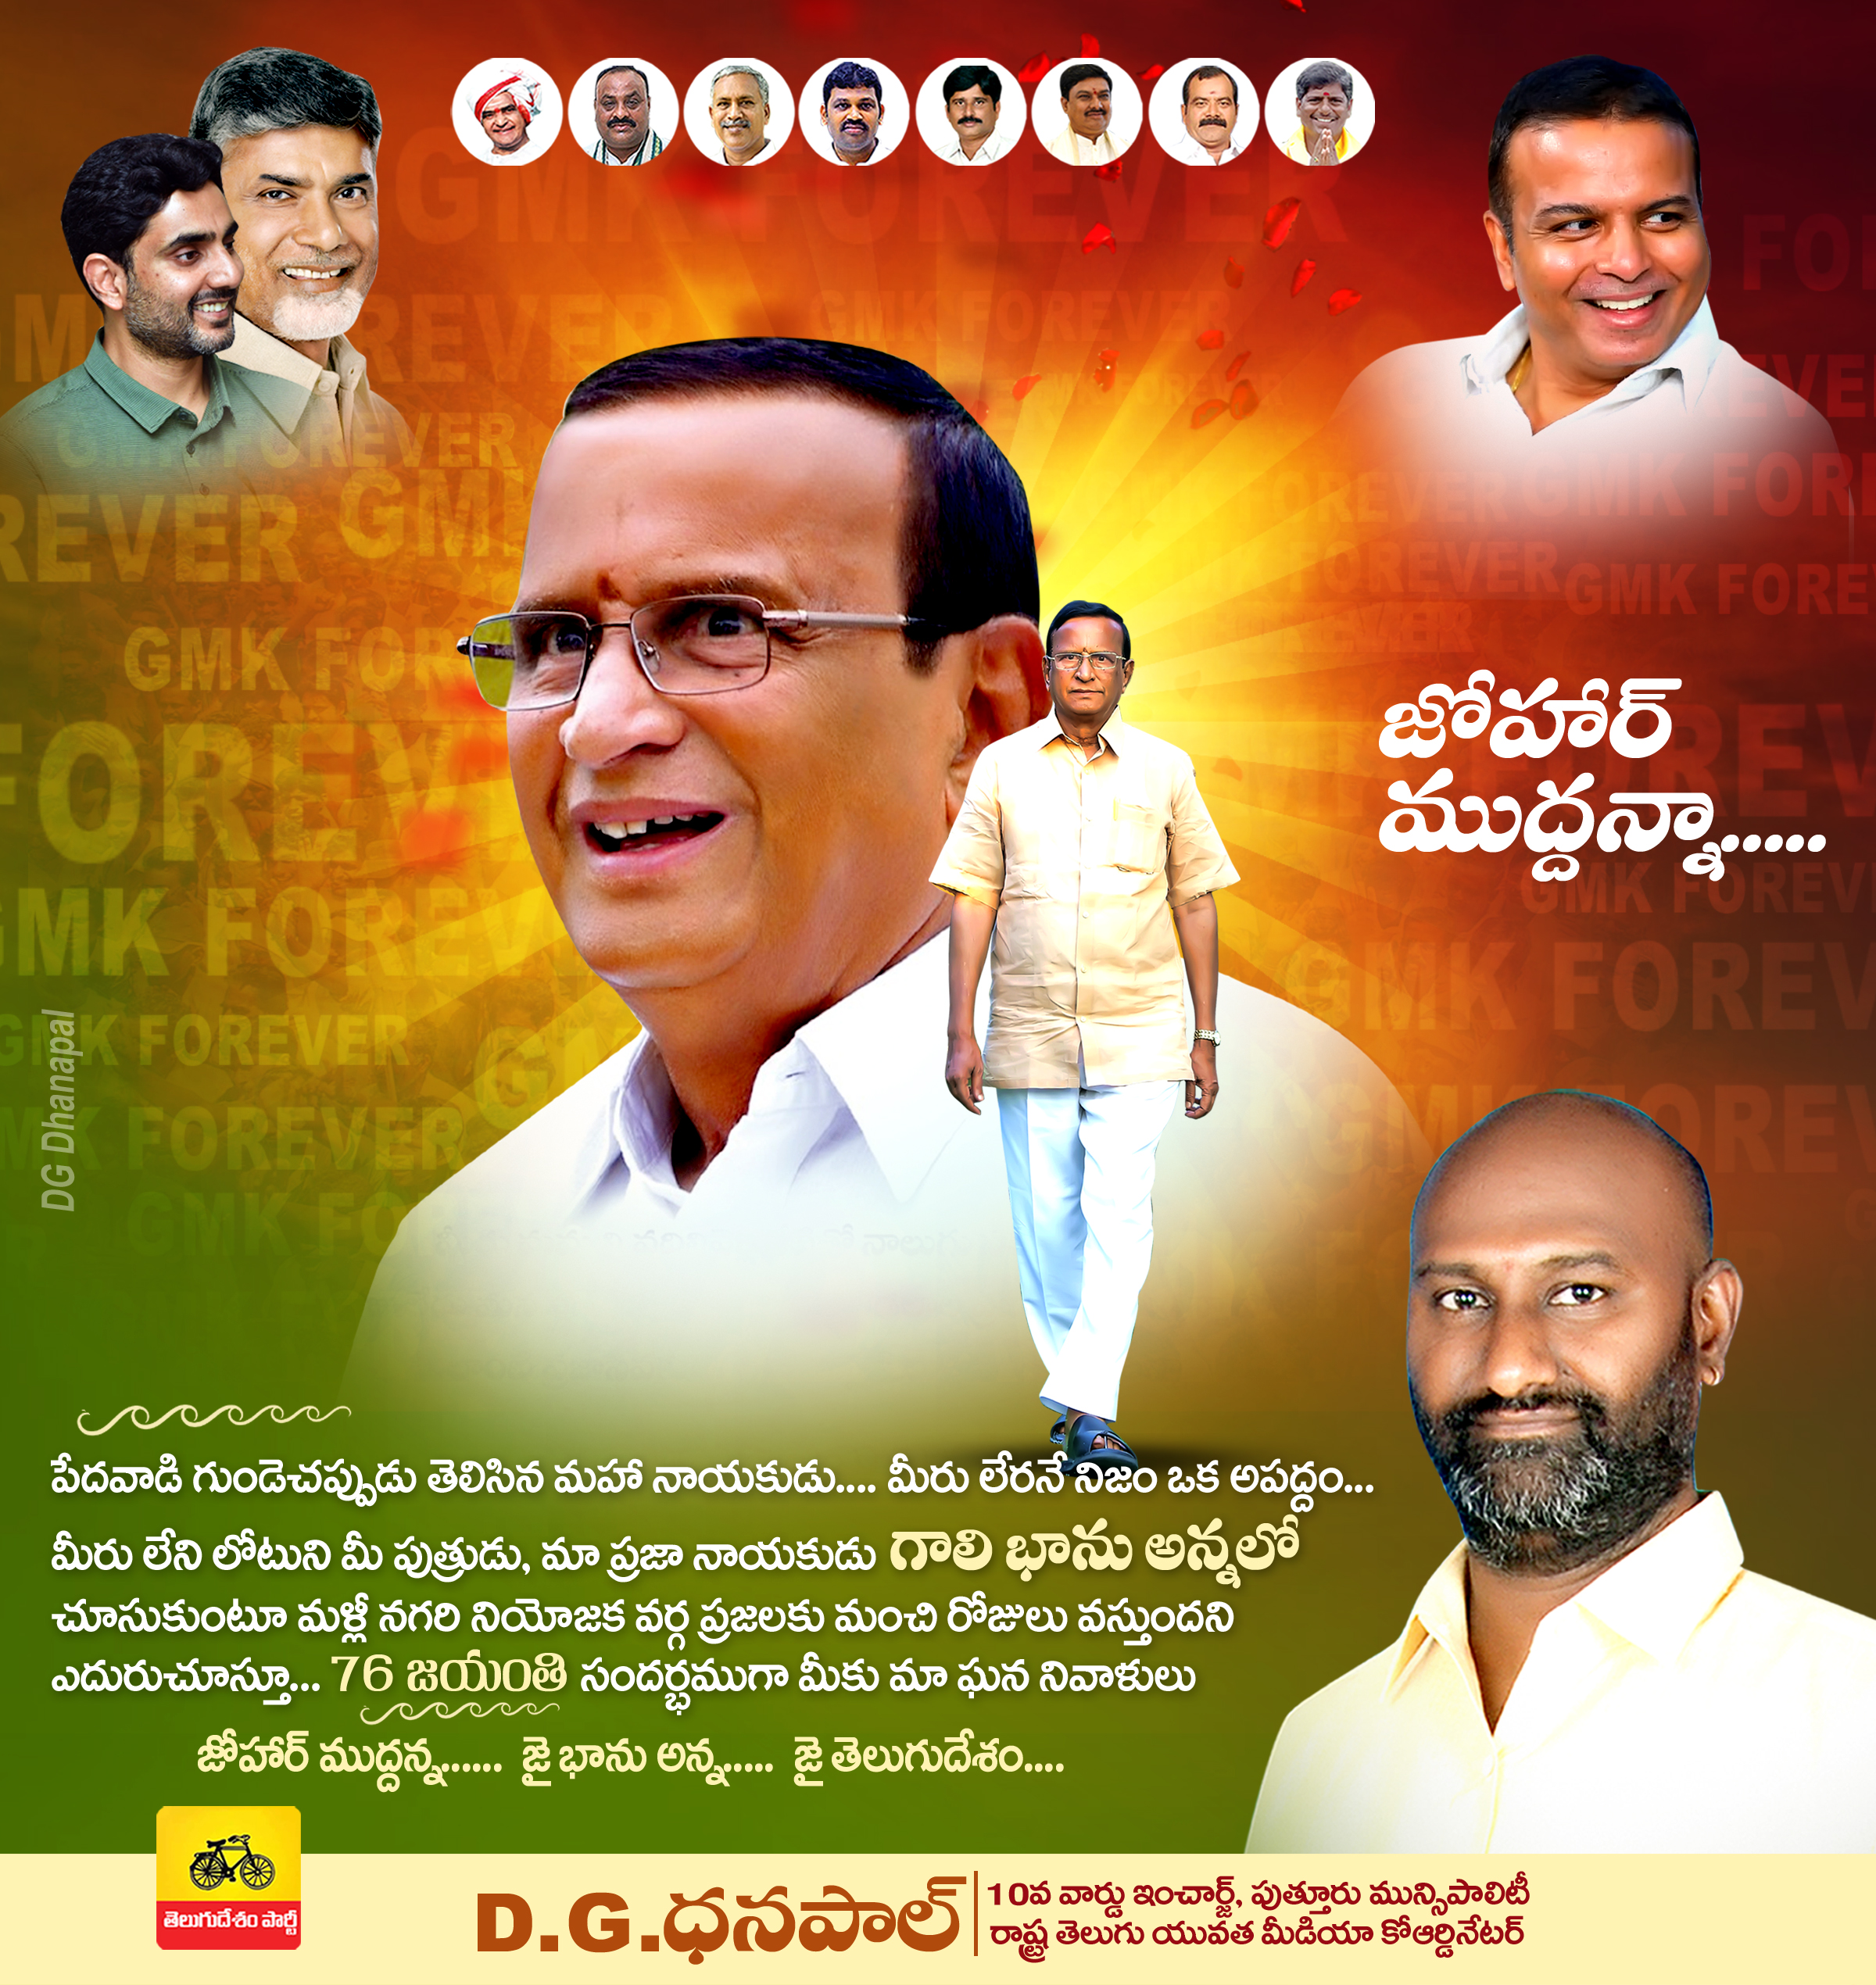 GMK FOREVER
జోహార్
ముద్దన్నా.....
DG Dhanapal
పేదవాడి గుండెచప్పుడు తెలిసిన మహా నాయకుడు.... మీరు లేరనే నిజం ఒక అపద్దం...
మీరు లేని లోటుని మీ పుత్రుడు, మా ప్రజా నాయకుడు గాలి భాను అన్నలో
చూసుకుంటూ మళ్లీ నగరి నియోజక వర్గ ప్రజలకు మంచి రోజులు వస్తుందని
ఎదురుచూస్తూ... 76 జయంతి సందర్భముగా మీకు మా ఘన నివాళులు
జోహార్ ముద్దన్న...... జై భాను అన్న..... జై తెలుగుదేశం....
తెలుగుదేశం పార్టీ
D.G.ధనపాల్
10వ వార్డు ఇంచార్జ్, పుత్తూరు మున్సిపాలిటీ
రాష్ట్ర తెలుగు యువత మీడియా కోఆర్డినేటర్